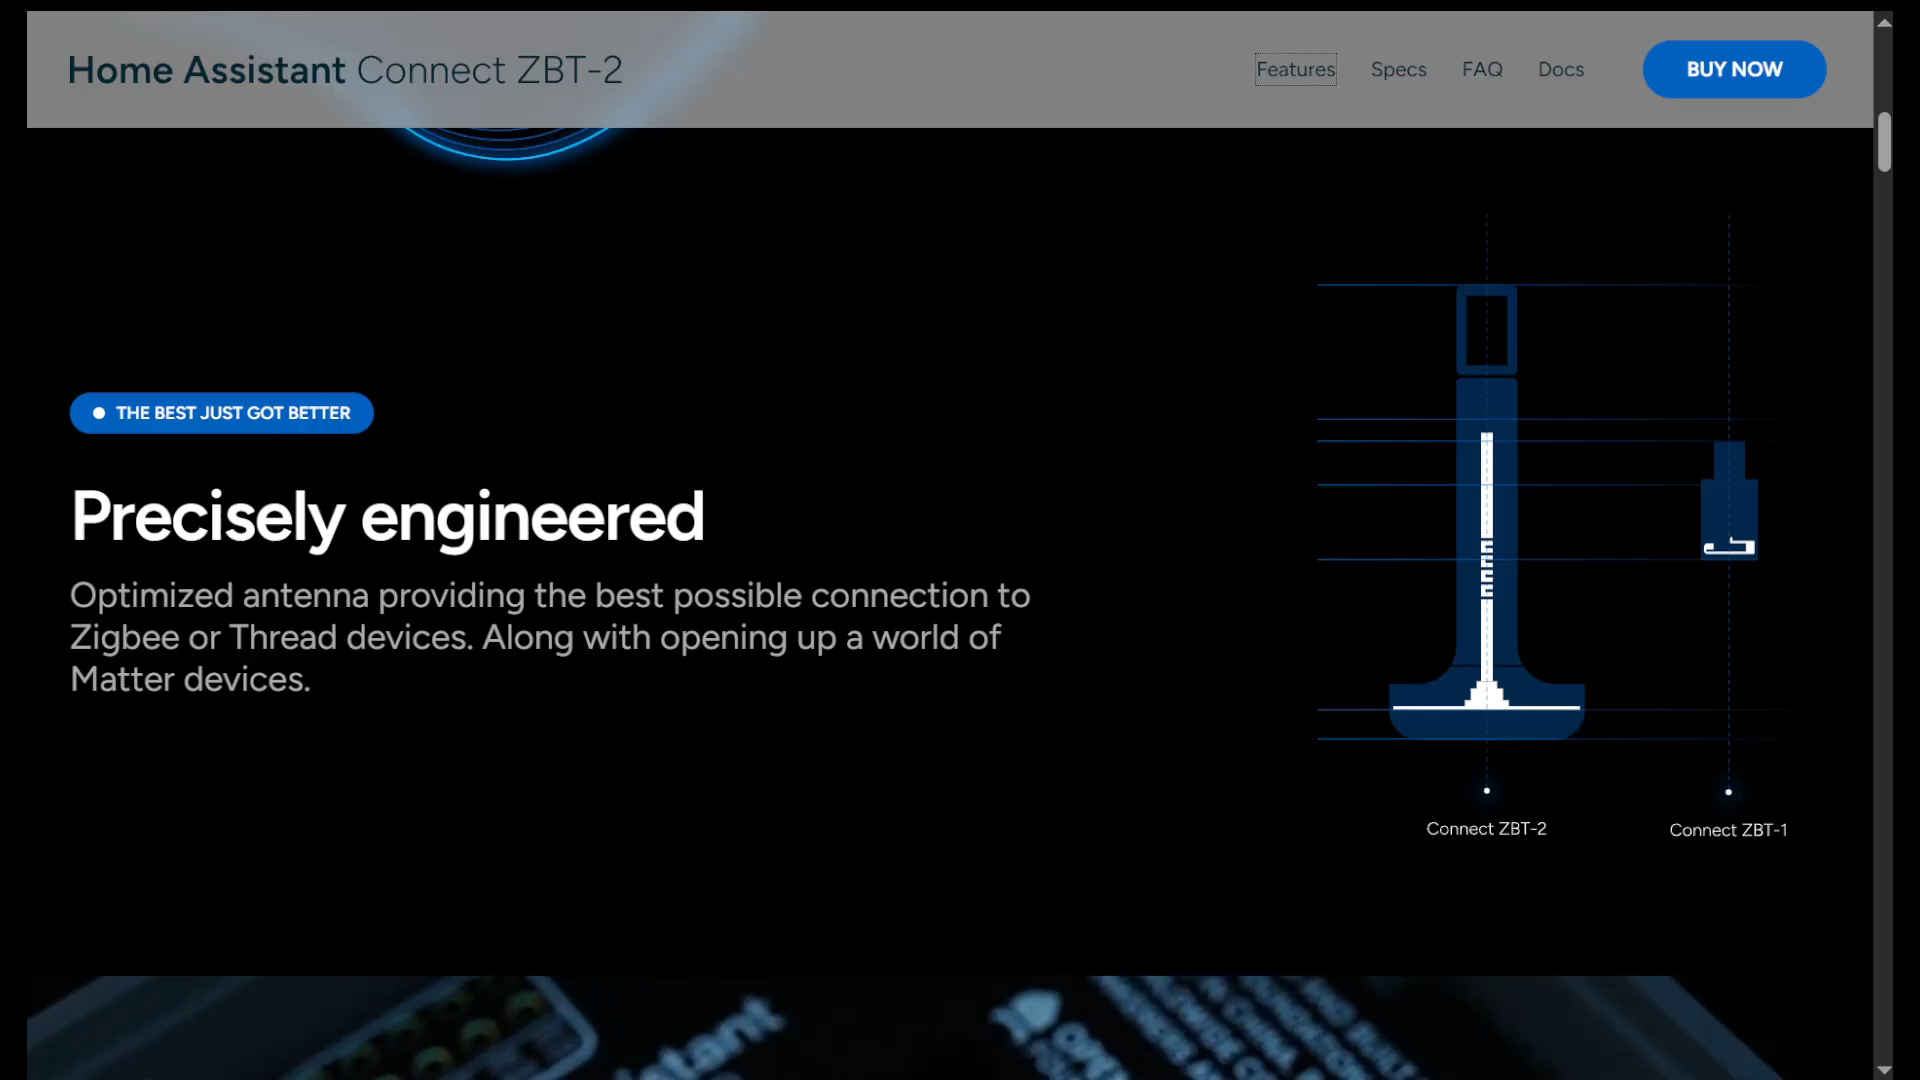 Home Assistant Connect ZBT-2
Features
Specs
FAQ
Docs
BUY NOW
THE BEST JUST GOT BETTER
Precisely engineered
Optimized antenna providing the best possible connection to
Zigbee or Thread devices. Along with opening up a world of
Matter devices.
Connect ZBT-2
Connect ZBT-1